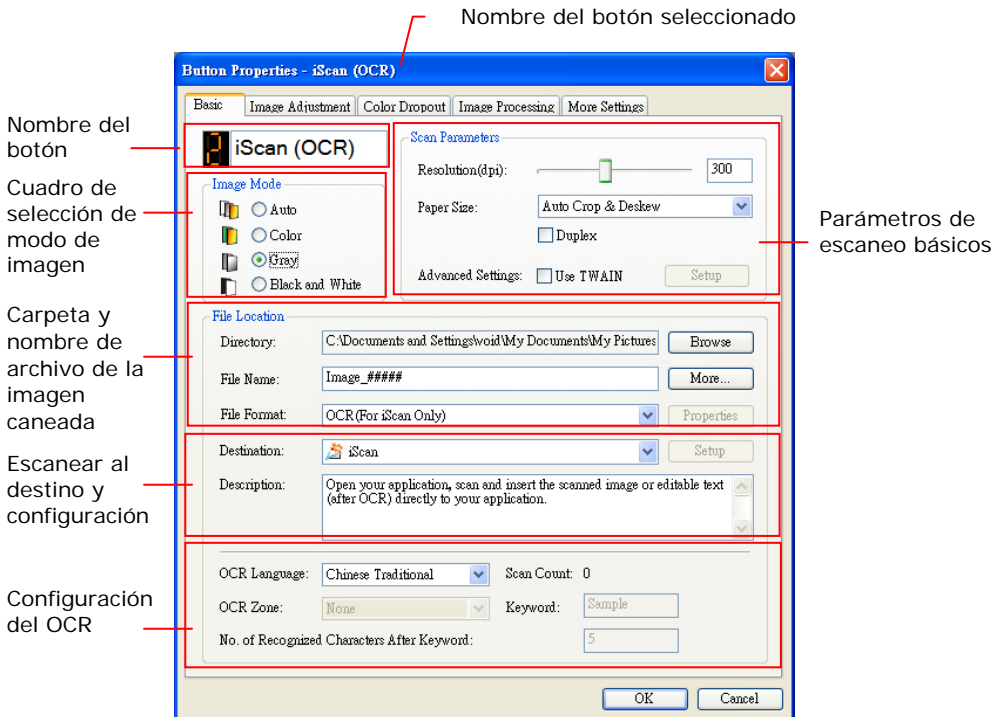 Nombre del botón seleccionado
Button Properties - iScan (OCR)
Basic
Image Adjustment
Color Dropout
Image Processing
More Settings
Nombre del
botón
2 iScan (OCR)
Cuadro de
selección de
modo de
imagen
Image Mode
Auto
Color
Gray
Black and White
Scan Parameters
Resolution(dpi):
300
Paper Size:
Auto Crop & Deskew
Duplex
Advanced Settings:
Use TWAIN
Setup
Parámetros de
escaneo básicos
Carpeta y
nombre de
archivo de la
imagen
caneada
File Location
Directory:
C:\Documents and Settings\void\My Documents\My Pictures
Browse
File Name:
Image_#####
More...
File Format:
OCR(For iScan Only)
Properties
Escanear al
destino y
configuración
Destination:
iScan
Setup
Description:
Open your application, scan and insert the scanned image or editable text
(after OCR) directly to your application.
Configuración
del OCR
OCR Language:
Chinese Traditional
Scan Count: 0
OCR Zone:
None
Keyword:
Sample
No. of Recognized Characters After Keyword:
5
OK
Cancel